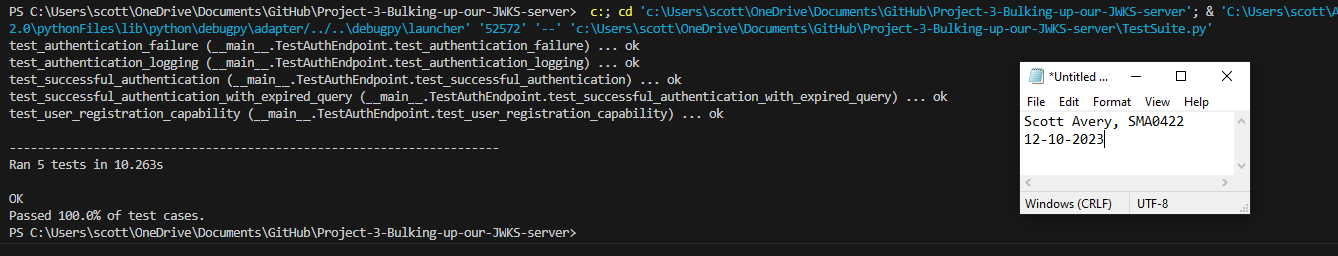 PS C:\Users\scott\OneDrive\Documents\GitHub\Project-3-Bulking-up-our-JWKS-server>  c:; cd 'c:\Users\scott\OneDrive\Documents\GitHub\Project-3-Bulking-up-our-JWKS-server'; & 'C:\Users\scott\A
2.0\pythonFiles\lib\python\debugpy\adapter/../..\debugpy\launcher' '52572' '--' 'c:\Users\scott\OneDrive\Documents\GitHub\Project-3-Bulking-up-our-JWKS-server\TestSuite.py'
test_authentication_failure (__main__.TestAuthEndpoint.test_authentication_failure) ... ok
test_authentication_logging (__main__.TestAuthEndpoint.test_authentication_logging) ... ok
test_successful_authentication (__main__.TestAuthEndpoint.test_successful_authentication) ... ok
test_successful_authentication_with_expired_query (__main__.TestAuthEndpoint.test_successful_authentication_with_expired_query) ... ok
test_user_registration_capability (__main__.TestAuthEndpoint.test_user_registration_capability) ... ok
----------------------------------------------------------------------
Ran 5 tests in 10.263s
OK
Passed 100.0% of test cases.
PS C:\Users\scott\OneDrive\Documents\GitHub\Project-3-Bulking-up-our-JWKS-server>
*Untitled ...
File Edit Format View Help
Scott Avery, SMA0422
12-10-2023
Windows (CRLF) UTF-8